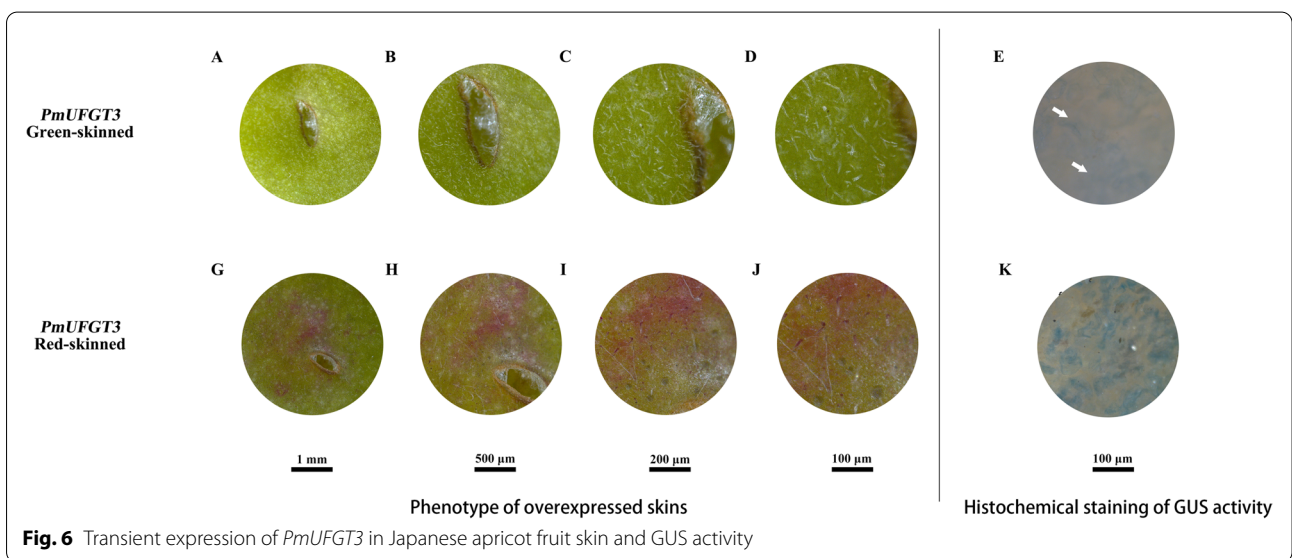 A B C D E
PmUFGT3
Green-skinned
G H I J K
PmUFGT3
Red-skinned
1 mm 500 µm 200 µm 100 µm 100 µm
Phenotype of overexpressed skins Histochemical staining of GUS activity
Fig. 6 Transient expression of PmUFGT3 in Japanese apricot fruit skin and GUS activity